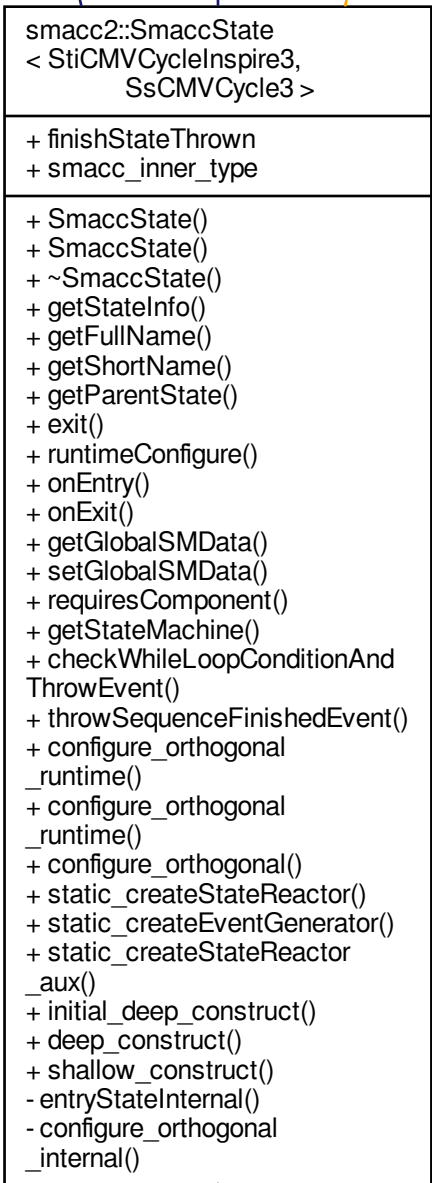 smacc2::SmaccState
< StiCMVCycleInspire3,
SsCMVCycle3 >
+ finishStateThrown
+ smacc_inner_type
+ SmaccState()
+ SmaccState()
+ ~SmaccState()
+ getStateInfo()
+ getFullName()
+ getShortName()
+ getParentState()
+ exit()
+ runtimeConfigure()
+ onEntry()
+ onExit()
+ getGlobalSMData()
+ setGlobalSMData()
+ requiresComponent()
+ getStateMachine()
+ checkWhileLoopConditionAnd
ThrowEvent()
+ throwSequenceFinishedEvent()
+ configure_orthogonal
_runtime()
+ configure_orthogonal
_runtime()
+ configure_orthogonal()
+ static_createStateReactor()
+ static_createEventGenerator()
+ static_createStateReactor
_aux()
+ initial_deep_construct()
+ deep_construct()
+ shallow_construct()
- entryStateInternal()
- configure_orthogonal
_internal()